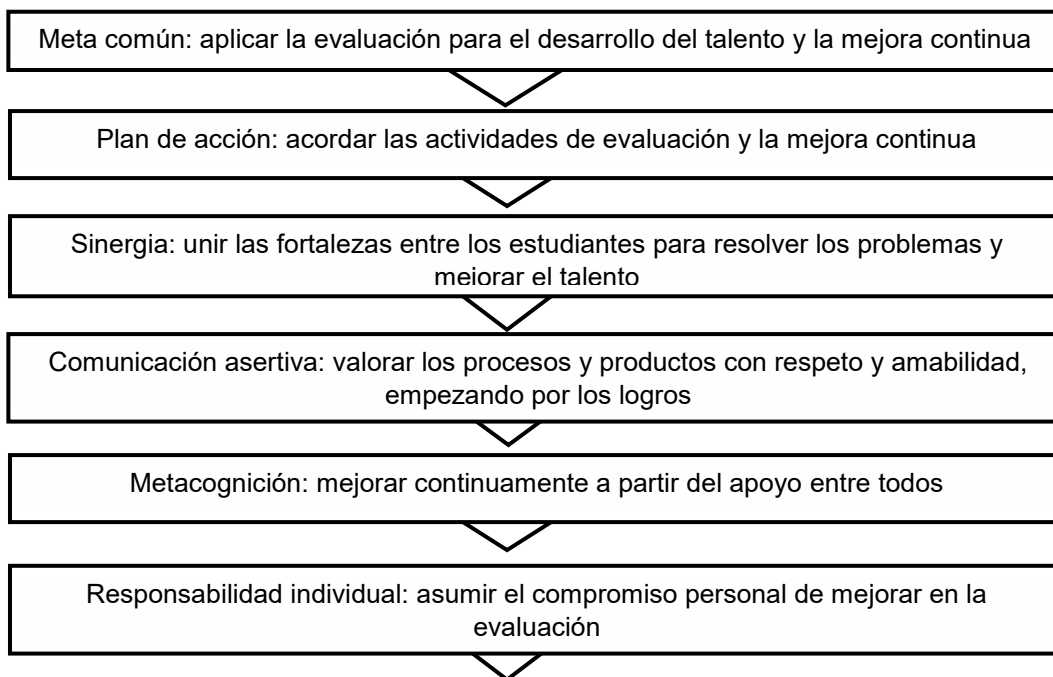 Meta común: aplicar la evaluación para el desarrollo del talento y la mejora continua
Plan de acción: acordar las actividades de evaluación y la mejora continua
Sinergia: unir las fortalezas entre los estudiantes para resolver los problemas y
mejorar el talento
Comunicación asertiva: valorar los procesos y productos con respeto y amabilidad,
empezando por los logros
Metacognición: mejorar continuamente a partir del apoyo entre todos
Responsabilidad individual: asumir el compromiso personal de mejorar en la
evaluación